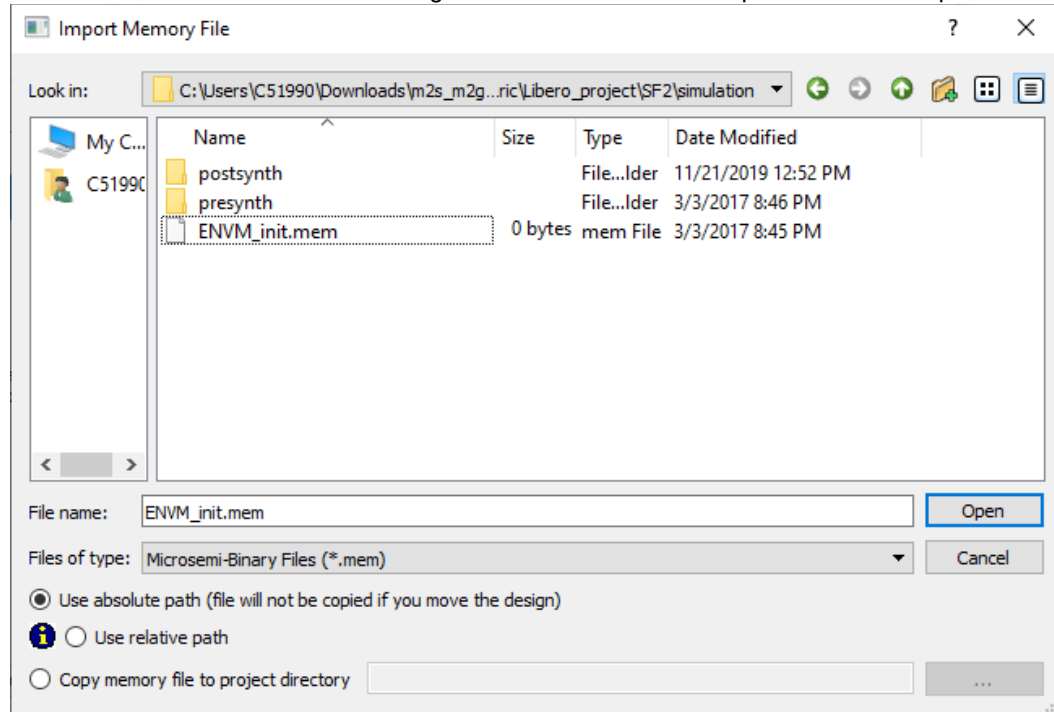 Import Memory File ? ×
Look in: C:\Users\C51990\Downloads\m2s_m2g...ric\Libero_project\SF2\simulation
My C...
C51990
Name Size Type Date Modified
postsynth File...lder 11/21/2019 12:52 PM
presynth File...lder 3/3/2017 8:46 PM
ENVM_init.mem 0 bytes mem File 3/3/2017 8:45 PM
File name: ENVM_init.mem Open
Files of type: Microsemi-Binary Files (*.mem) Cancel
Use absolute path (file will not be copied if you move the design)
Use relative path
Copy memory file to project directory ...